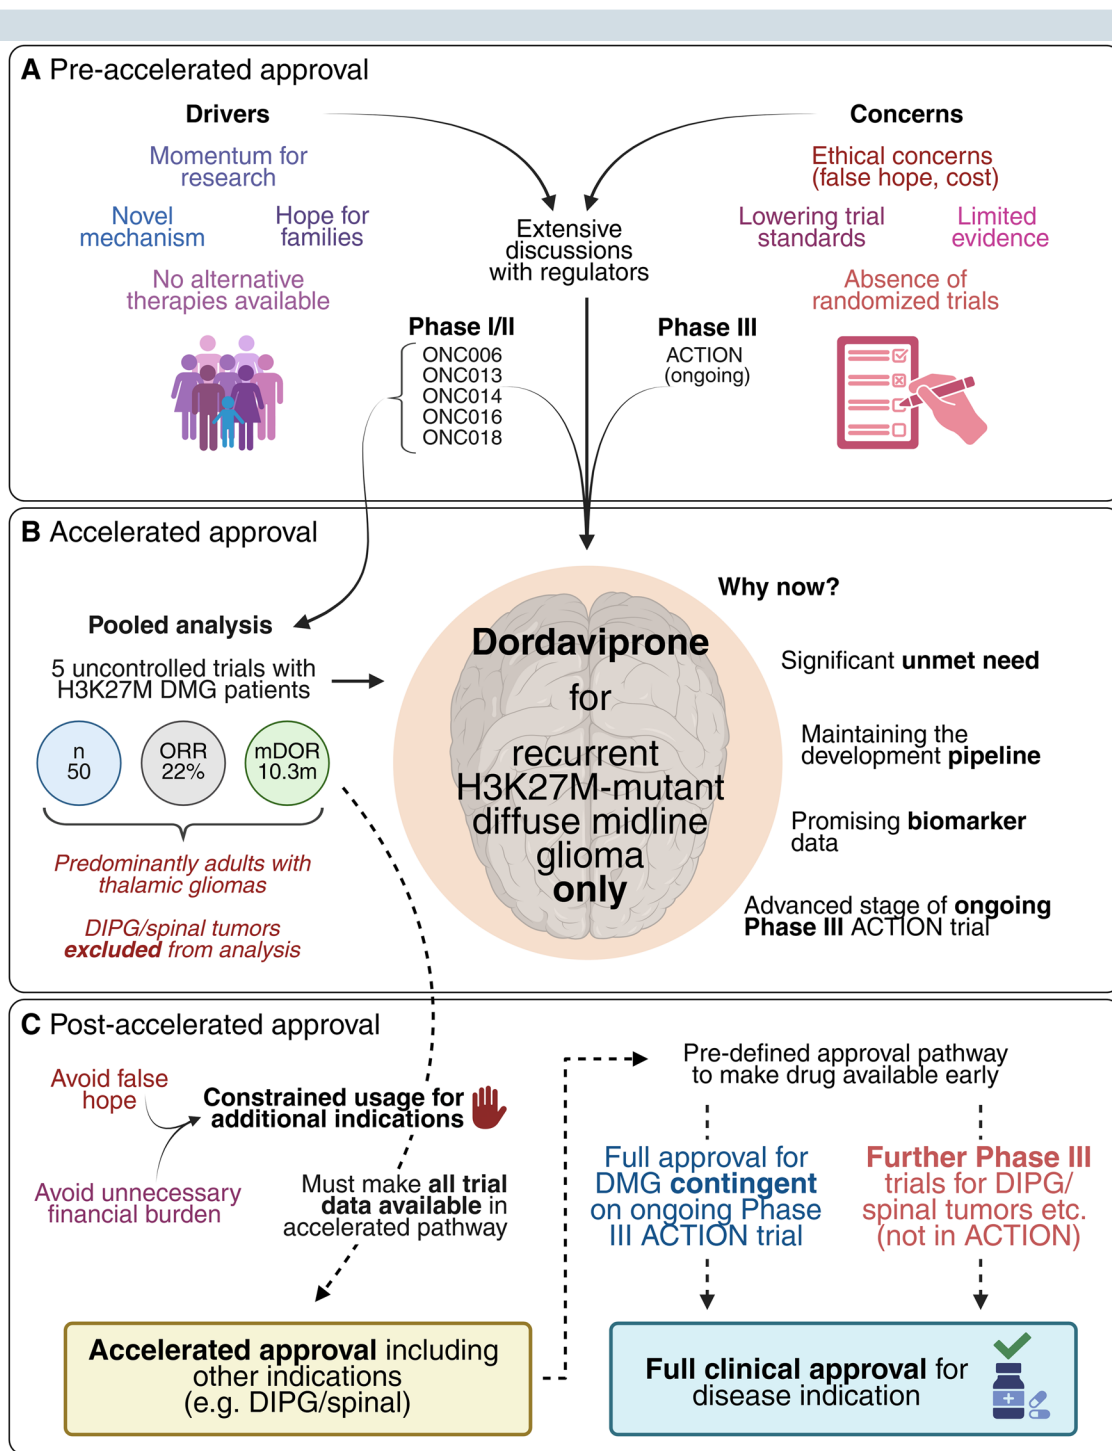 A Pre-accelerated approval
Drivers
Momentum for
research
Novel
mechanism
Hope for
families
No alternative
therapies available
Extensive
discussions
with regulators
Concerns
Ethical concerns
(false hope, cost)
Lowering trial
standards
Limited
evidence
Absence of
randomized trials
Phase I/II
ONC006
ONC013
ONC014
ONC016
ONC018
Phase III
ACTION
(ongoing)
B Accelerated approval
Pooled analysis
5 uncontrolled trials with
H3K27M DMG patients
n
50
ORR
22%
mDOR
10.3m
Predominantly adults with
thalamic gliomas
DIPG/spinal tumors
excluded from analysis
Dordaviprone
for
recurrent
H3K27M-mutant
diffuse midline
glioma
only
Why now?
Significant unmet need
Maintaining the
development pipeline
Promising biomarker
data
Advanced stage of ongoing
Phase III ACTION trial
C Post-accelerated approval
Avoid false
hope
Constrained usage for
additional indications
Avoid unnecessary
financial burden
Must make all trial
data available in
accelerated pathway
Accelerated approval including
other indications
(e.g. DIPG/spinal)
Pre-defined approval pathway
to make drug available early
Full approval for
DMG contingent
on ongoing Phase
III ACTION trial
Further Phase III
trials for DIPG/
spinal tumors etc.
(not in ACTION)
Full clinical approval for
disease indication